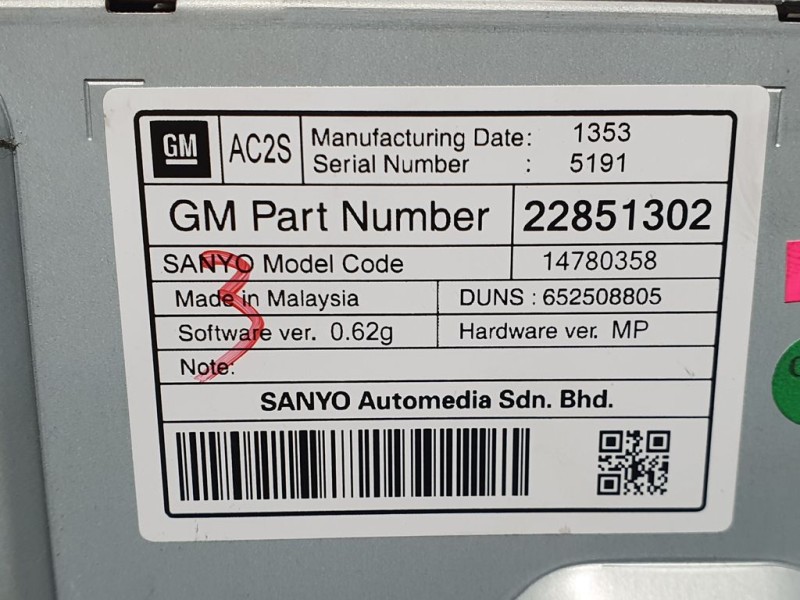 GM AC2S Manufacturing Date: 1353
Serial Number : 5191
GM Part Number 22851302
SANYO Model Code 14780358
Made in Malaysia DUNS : 652508805
Software ver. 0.62g Hardware ver. MP
Note:
3
SANYO Automedia Sdn. Bhd.